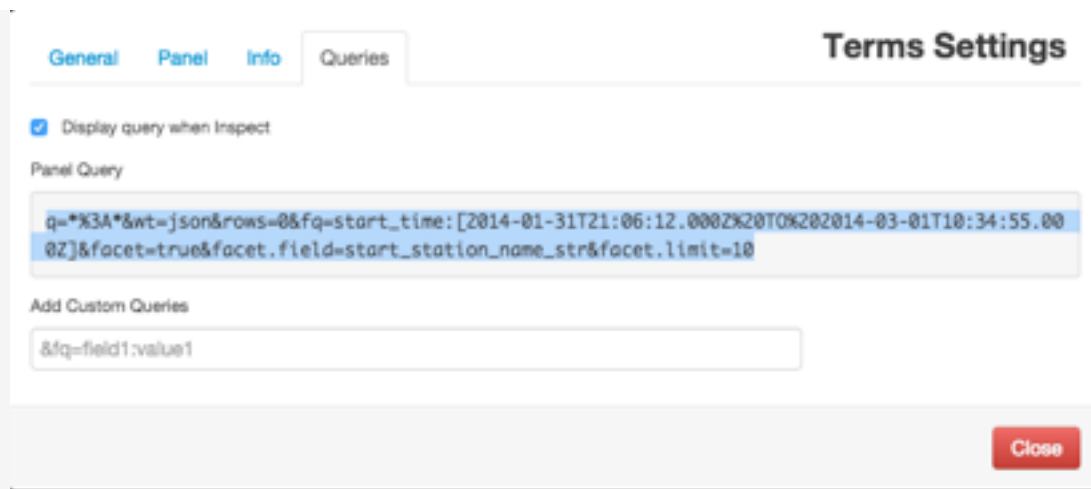 Terms Settings
General Panel Info Queries
Display query when Inspect
Panel Query
q=*%3A*&wt=json&rows=0&fq=start_time:[2014-01-31T21:06:12.000Z%20TO%202014-03-01T10:34:55.00
0Z]&facet=true&facet.field=start_station_name_str&facet.limit=10
Add Custom Queries
&fq=field1:value1
Close